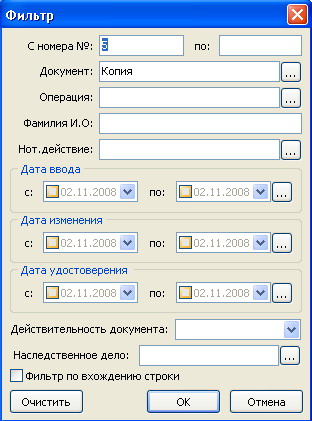 Фильтр
С номера №: 5 по:
Документ: Копия ...
Операция: ...
Фамилия И.О:
Нот.действие: ...
Дата ввода
с: 02.11.2008 по: 02.11.2008 ...
Дата изменения
с: 02.11.2008 по: 02.11.2008 ...
Дата удостоверения
с: 02.11.2008 по: 02.11.2008 ...
Действительность документа:
Наследственное дело: ...
Фильтр по вхождению строки
Очистить OK Отмена